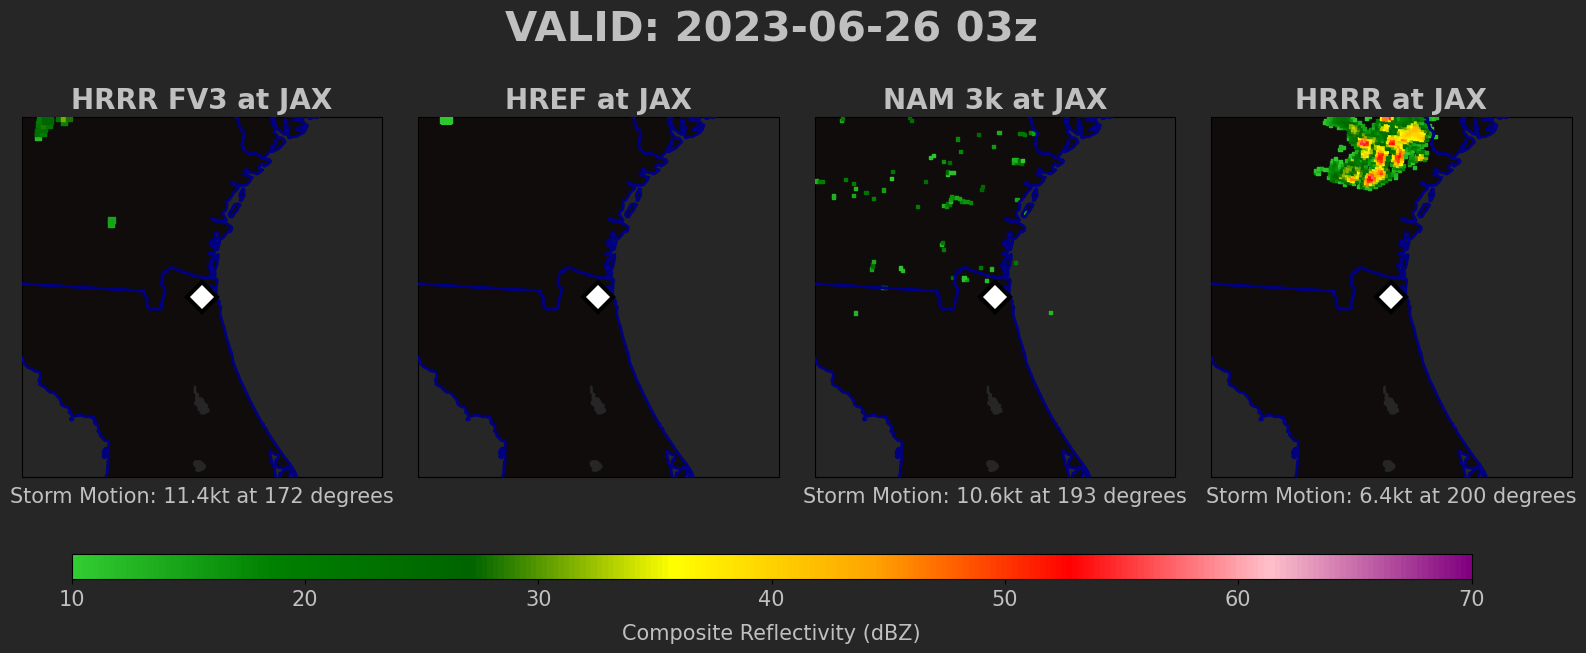 VALID: 2023-06-26 03z
HRRR FV3 at JAX
HREF at JAX
NAM 3k at JAX
HRRR at JAX
Storm Motion: 11.4kt at 172 degrees
Storm Motion: 10.6kt at 193 degrees
Storm Motion: 6.4kt at 200 degrees
10 20 30 40 50 60 70
Composite Reflectivity (dBZ)